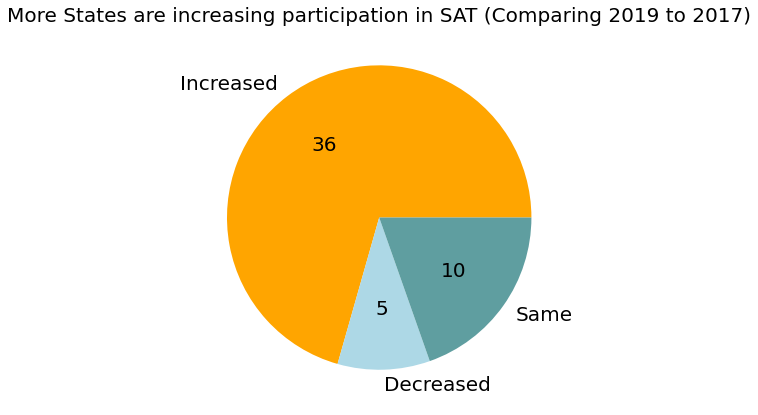 More States are increasing participation in SAT (Comparing 2019 to 2017)
Increased
36
10
5
Same
Decreased